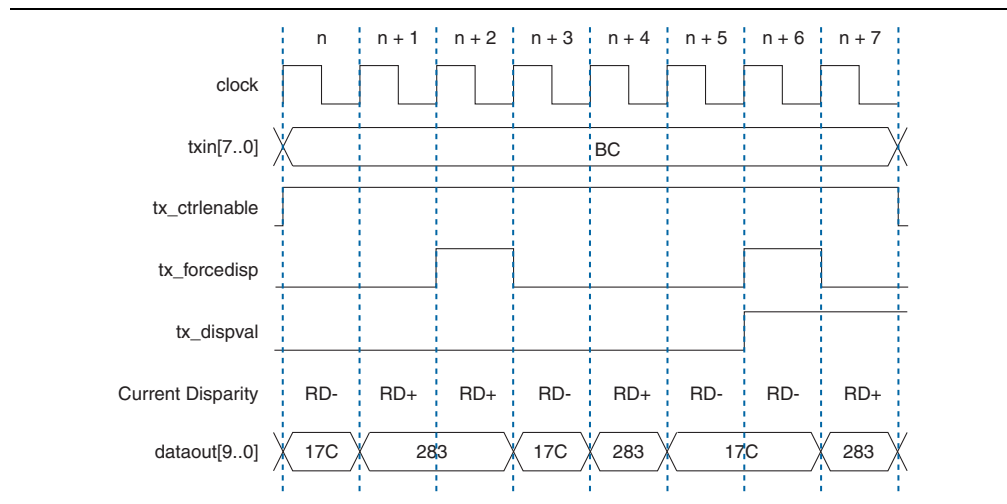 n n + 1 n + 2 n + 3 n + 4 n + 5 n + 6 n + 7
clock
txin[7..0] BC
tx_ctrlenable
tx_forcedisp
tx_dispval
Current Disparity RD- RD+ RD+ RD- RD+ RD- RD- RD+
dataout[9..0] 17C 283 17C 283 17C 283